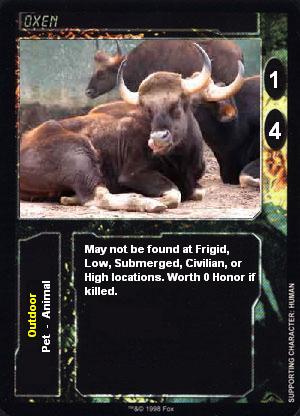 OXEN
1
4
May not be found at Frigid,
Low, Submerged, Civilian, or
High locations. Worth 0 Honor if
killed.
Outdoor
Pet - Animal
SUPPORTING CHARACTER: HUMAN
™&© 1998 Fox